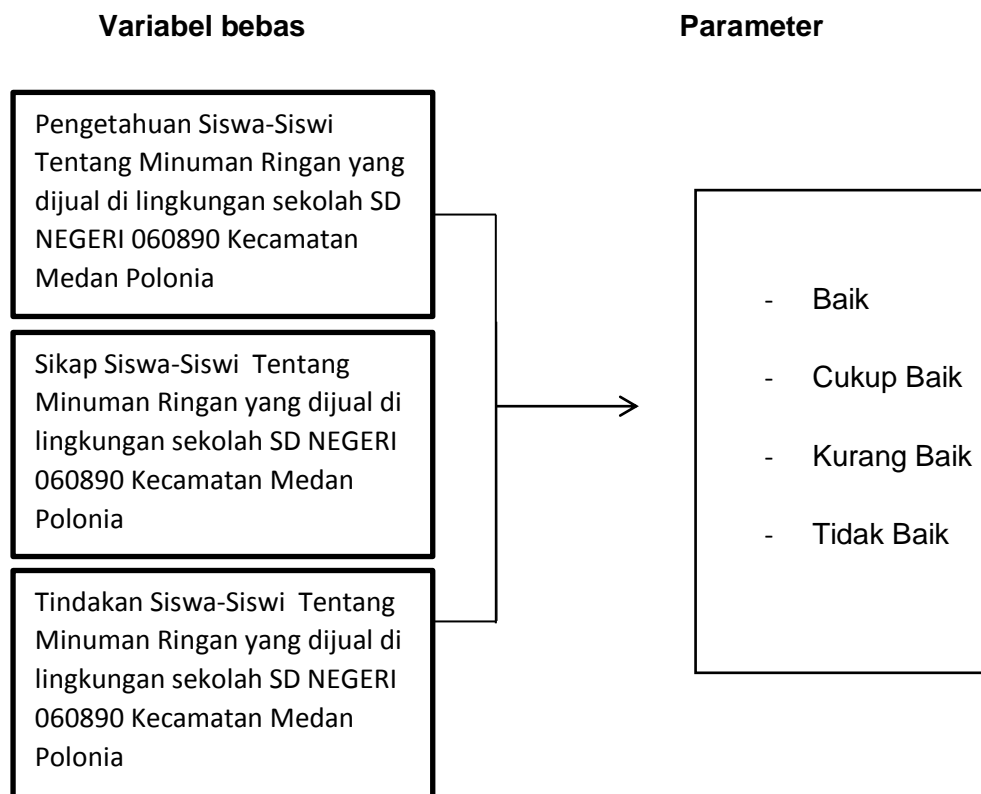 Variabel bebas
Parameter
Pengetahuan Siswa-Siswi
Tentang Minuman Ringan yang
dijual di lingkungan sekolah SD
NEGERI 060890 Kecamatan
Medan Polonia
Sikap Siswa-Siswi  Tentang
Minuman Ringan yang dijual di
lingkungan sekolah SD NEGERI
060890 Kecamatan Medan
Polonia
Tindakan Siswa-Siswi  Tentang
Minuman Ringan yang dijual di
lingkungan sekolah SD NEGERI
060890 Kecamatan Medan
Polonia
- Baik
- Cukup Baik
- Kurang Baik
- Tidak Baik